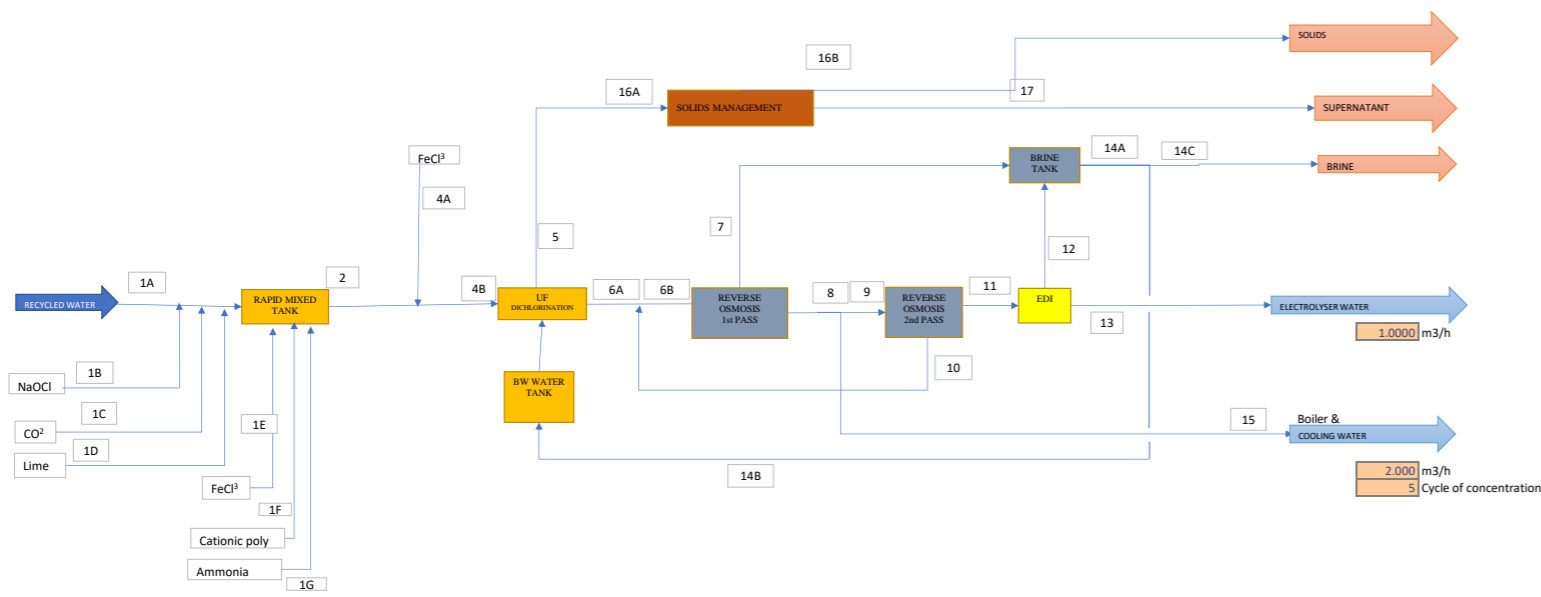 SOLIDS
16B
16A
17
SOLIDS MANAGEMENT
SUPERNATANT
FeCl³
14A
14C
BRINE
TANK
BRINE
4A
7
5
12
1A
2
4B
6A
6B
8
9
11
RECYCLED WATER
RAPID MIXED
TANK
UF
DICHLORINATION
REVERSE
OSMOSIS
1st PASS
REVERSE
OSMOSIS
2nd PASS
EDI
ELECTROLYSER WATER
13
1.0000 m3/h
1B
NaOCl
BW WATER
TANK
10
1C
CO²
1E
15
Boiler &
COOLING WATER
1D
Lime
14B
2.000 m3/h
5 Cycle of concentration
FeCl³
1F
Cationic poly
Ammonia
1G